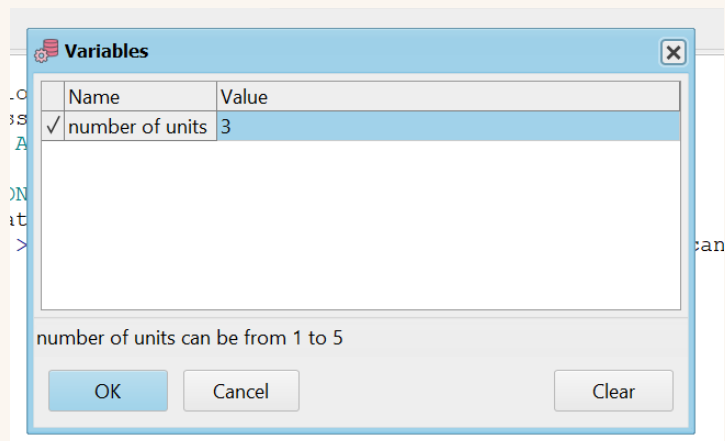 Variables
Name Value
✓ number of units 3
number of units can be from 1 to 5
OK Cancel Clear